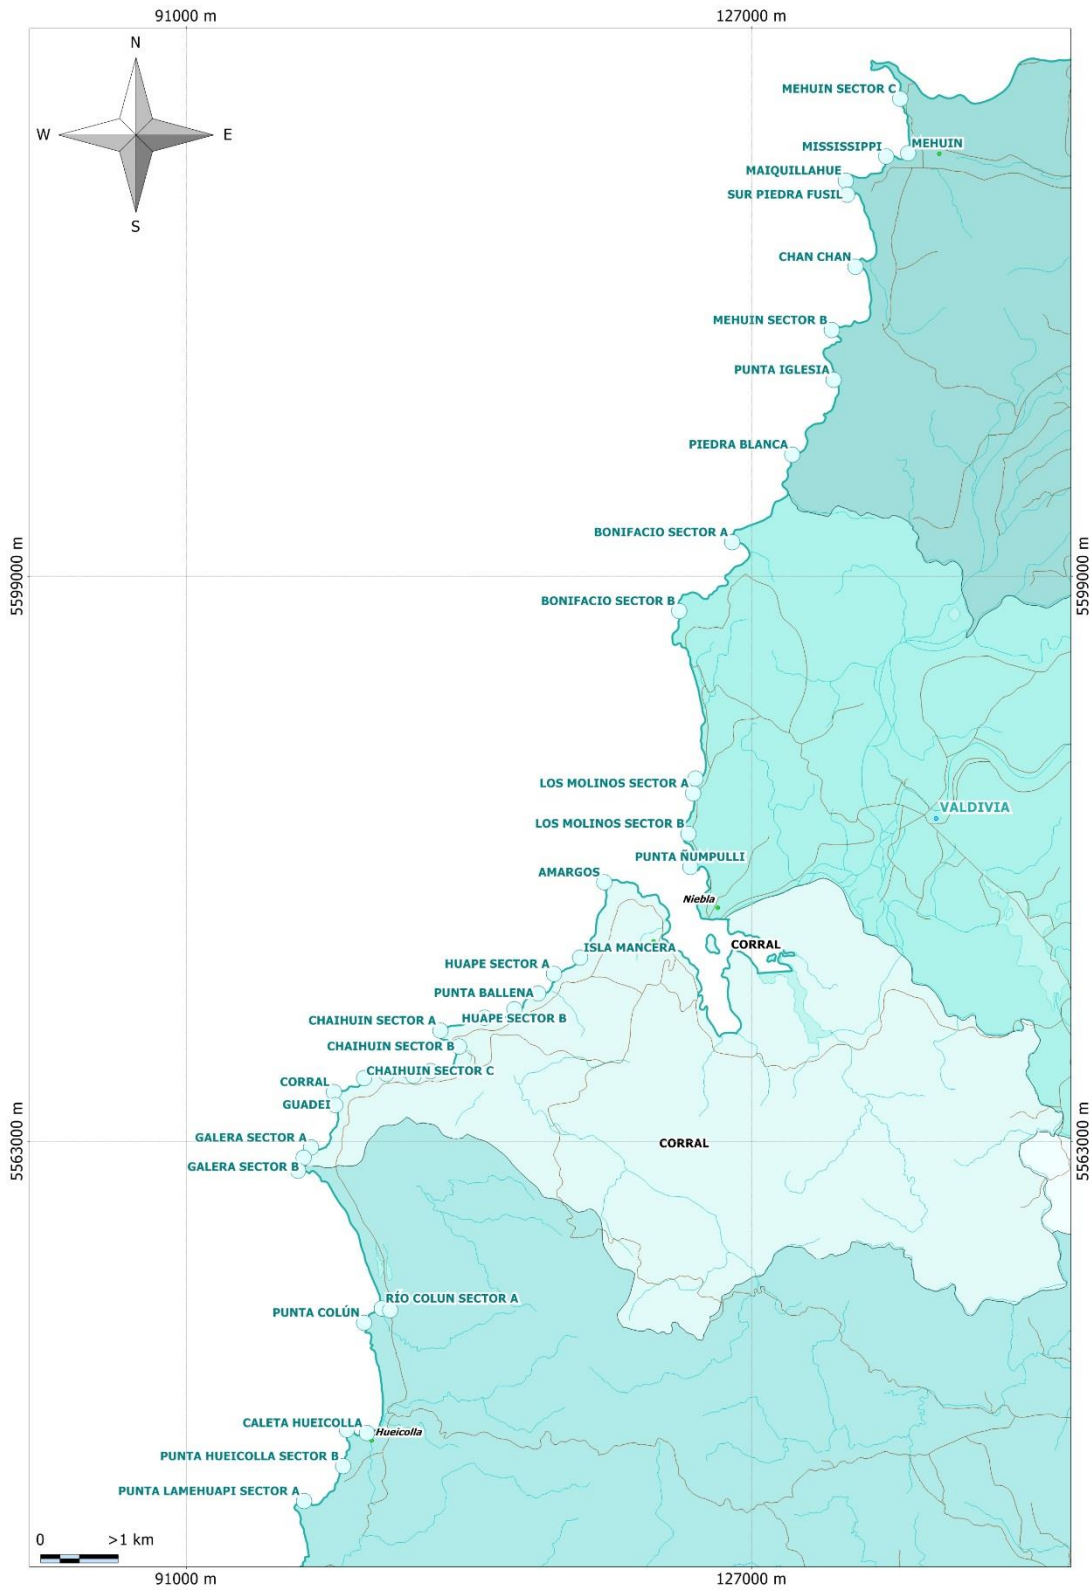 91000 m
127000 m
N
W
E
S
MEHUIN SECTOR C
MISSISSIPPI
MEHUIN
MAIQUILLAHUE
SUR PIEDRA FUSIL
CHAN CHAN
MEHUIN SECTOR B
PUNTA IGLESIA
PIEDRA BLANCA
BONIFACIO SECTOR A
5599000 m
5599000 m
BONIFACIO SECTOR B
LOS MOLINOS SECTOR A
VALDIVIA
LOS MOLINOS SECTOR B
PUNTA ÑUMPULLI
AMARGOS
Niebla
ISLA MANCERA
CORRAL
HUAPE SECTOR A
PUNTA BALLENA
HUAPE SECTOR B
CHAIHUIN SECTOR A
CHAIHUIN SECTOR B
CHAIHUIN SECTOR C
CORRAL
GUADEI
GALERA SECTOR A
CORRAL
5563000 m
5563000 m
GALERA SECTOR B
RÍO COLUN SECTOR A
PUNTA COLÚN
CALETA HUEICOLLA
Hueicolla
PUNTA HUEICOLLA SECTOR B
PUNTA LAMEHUAPI SECTOR A
0 >1 km
91000 m
127000 m